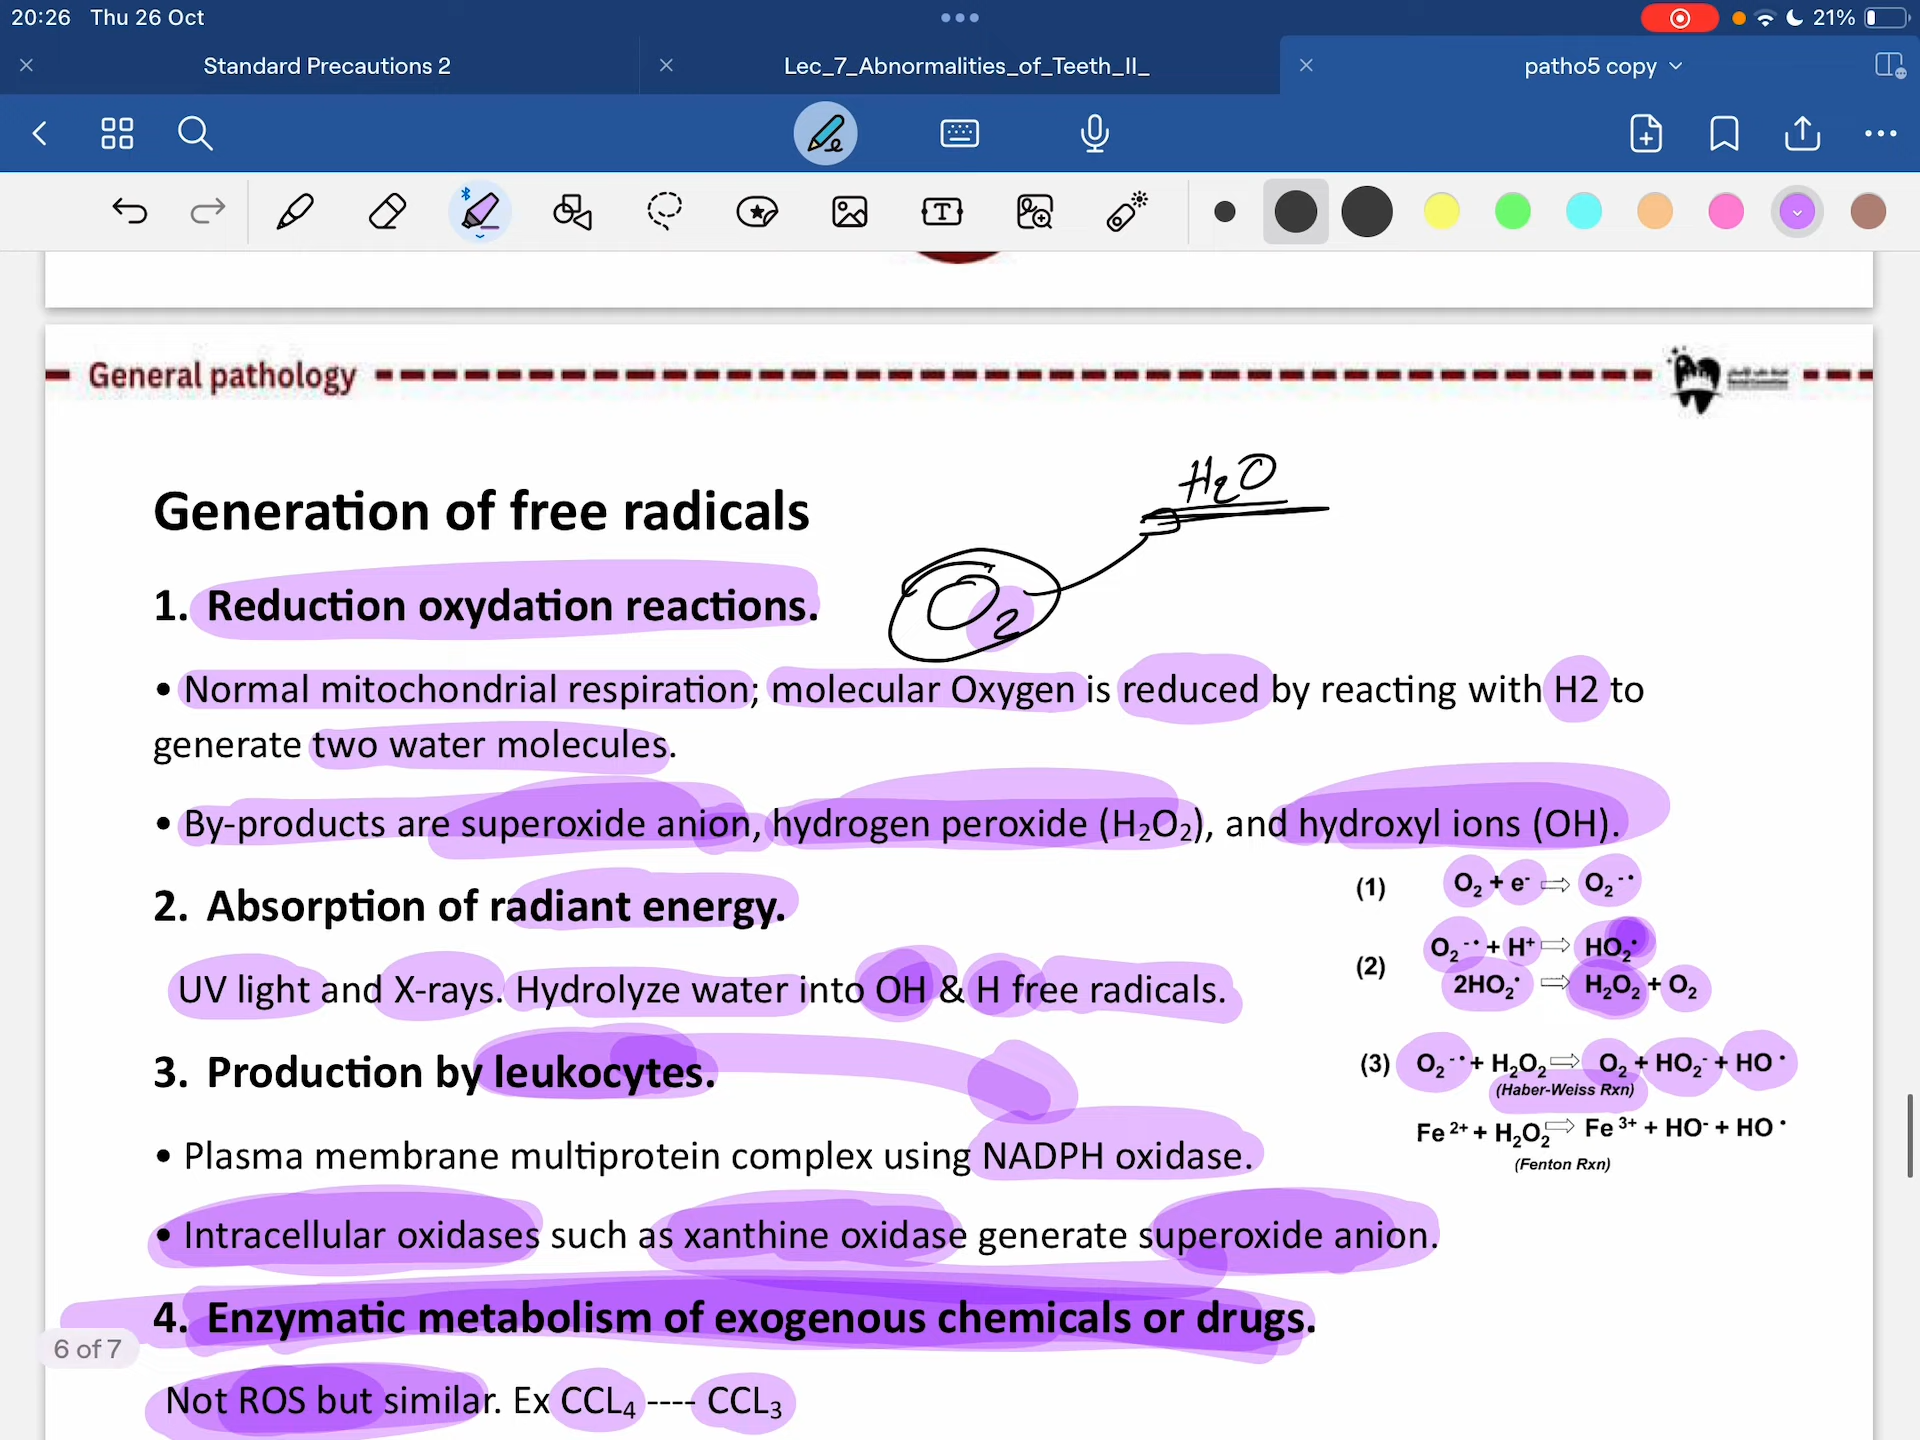 20:26 Thu 26 Oct
21%
Standard Precautions 2
Lec_7_Abnormalities_of_Teeth_II_
patho5 copy
General pathology
H₂O
Generation of free radicals
O₂
1. Reduction oxydation reactions.
• Normal mitochondrial respiration; molecular Oxygen is reduced by reacting with H2 to
generate two water molecules.
• By-products are superoxide anion, hydrogen peroxide (H₂O₂), and hydroxyl ions (OH).
2. Absorption of radiant energy.
UV light and X-rays. Hydrolyze water into OH & H free radicals.
3. Production by leukocytes.
• Plasma membrane multiprotein complex using NADPH oxidase.
• Intracellular oxidases such as xanthine oxidase generate superoxide anion.
4. Enzymatic metabolism of exogenous chemicals or drugs.
Not ROS but similar. Ex CCL₄ ---- CCL₃
(1) O₂ + e⁻ ⇨ O₂⁻•
(2) O₂⁻• + H⁺ ⇨ HO₂•
2HO₂• ⇨ H₂O₂ + O₂
(3) O₂⁻• + H₂O₂ ⇨ O₂ + HO₂⁻ + HO•
(Haber-Weiss Rxn)
Fe²⁺ + H₂O₂ ⇨ Fe³⁺ + HO⁻ + HO•
(Fenton Rxn)
6 of 7